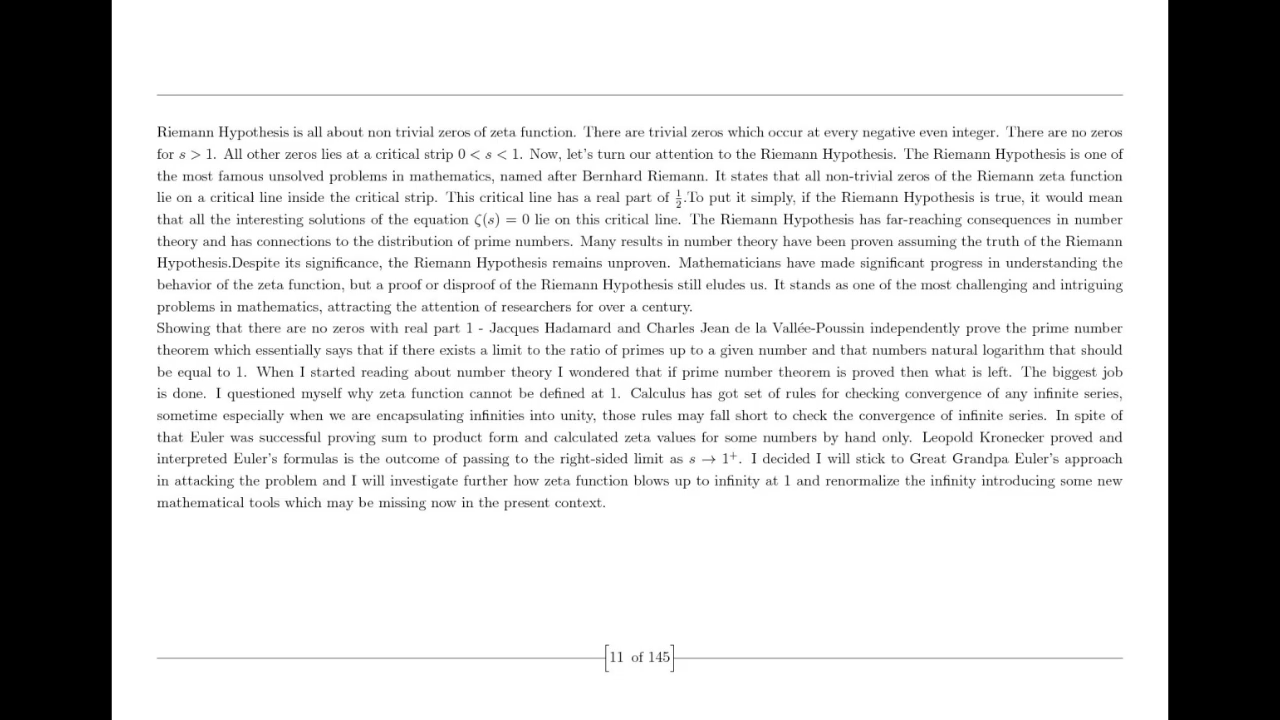 Riemann Hypothesis is all about non trivial zeros of zeta function. There are trivial zeros which occur at every negative even integer. There are no zeros
for s > 1. All other zeros lies at a critical strip 0 < s < 1. Now, let's turn our attention to the Riemann Hypothesis. The Riemann Hypothesis is one of
the most famous unsolved problems in mathematics, named after Bernhard Riemann. It states that all non-trivial zeros of the Riemann zeta function
lie on a critical line inside the critical strip. This critical line has a real part of 1/2.To put it simply, if the Riemann Hypothesis is true, it would mean
that all the interesting solutions of the equation ζ(s) = 0 lie on this critical line. The Riemann Hypothesis has far-reaching consequences in number
theory and has connections to the distribution of prime numbers. Many results in number theory have been proven assuming the truth of the Riemann
Hypothesis.Despite its significance, the Riemann Hypothesis remains unproven. Mathematicians have made significant progress in understanding the
behavior of the zeta function, but a proof or disproof of the Riemann Hypothesis still eludes us. It stands as one of the most challenging and intriguing
problems in mathematics, attracting the attention of researchers for over a century.
Showing that there are no zeros with real part 1 - Jacques Hadamard and Charles Jean de la Vallée-Poussin independently prove the prime number
theorem which essentially says that if there exists a limit to the ratio of primes up to a given number and that numbers natural logarithm that should
be equal to 1. When I started reading about number theory I wondered that if prime number theorem is proved then what is left. The biggest job
is done. I questioned myself why zeta function cannot be defined at 1. Calculus has got set of rules for checking convergence of any infinite series,
sometime especially when we are encapsulating infinities into unity, those rules may fall short to check the convergence of infinite series. In spite of
that Euler was successful proving sum to product form and calculated zeta values for some numbers by hand only. Leopold Kronecker proved and
interpreted Euler's formulas is the outcome of passing to the right-sided limit as s → 1⁺. I decided I will stick to Great Grandpa Euler's approach
in attacking the problem and I will investigate further how zeta function blows up to infinity at 1 and renormalize the infinity introducing some new
mathematical tools which may be missing now in the present context.
[11 of 145]